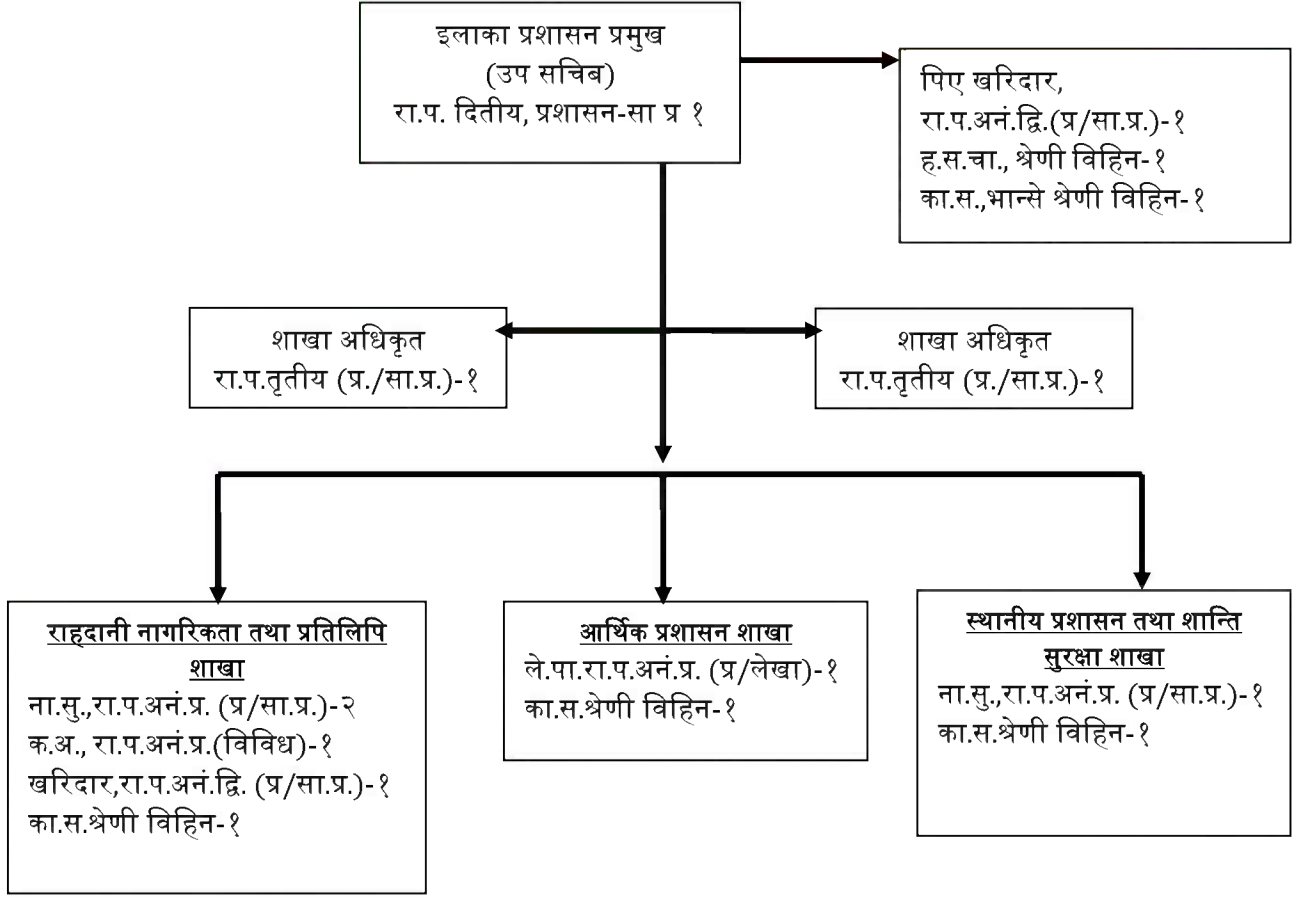 इलाका प्रशासन प्रमुख
(उप सचिब)
रा.प. दितीय, प्रशासन-सा प्र १
पिए खरिदार,
रा.प.अनं.द्वि.(प्र/सा.प्र.)-१
ह.स.चा., श्रेणी विहिन-१
का.स.,भान्से श्रेणी विहिन-१
शाखा अधिकृत
रा.प.तृतीय (प्र./सा.प्र.)-१
शाखा अधिकृत
रा.प.तृतीय (प्र./सा.प्र.)-१
राहदानी नागरिकता तथा प्रतिलिपि
शाखा
ना.सु.,रा.प.अनं.प्र. (प्र/सा.प्र.)-२
क.अ., रा.प.अनं.प्र.(विविध)-१
खरिदार,रा.प.अनं.द्वि. (प्र/सा.प्र.)-१
का.स.श्रेणी विहिन-१
आर्थिक प्रशासन शाखा
ले.पा.रा.प.अनं.प्र. (प्र/लेखा)-१
का.स.श्रेणी विहिन-१
स्थानीय प्रशासन तथा शान्ति
सुरक्षा शाखा
ना.सु.,रा.प.अनं.प्र. (प्र/सा.प्र.)-१
का.स.श्रेणी विहिन-१